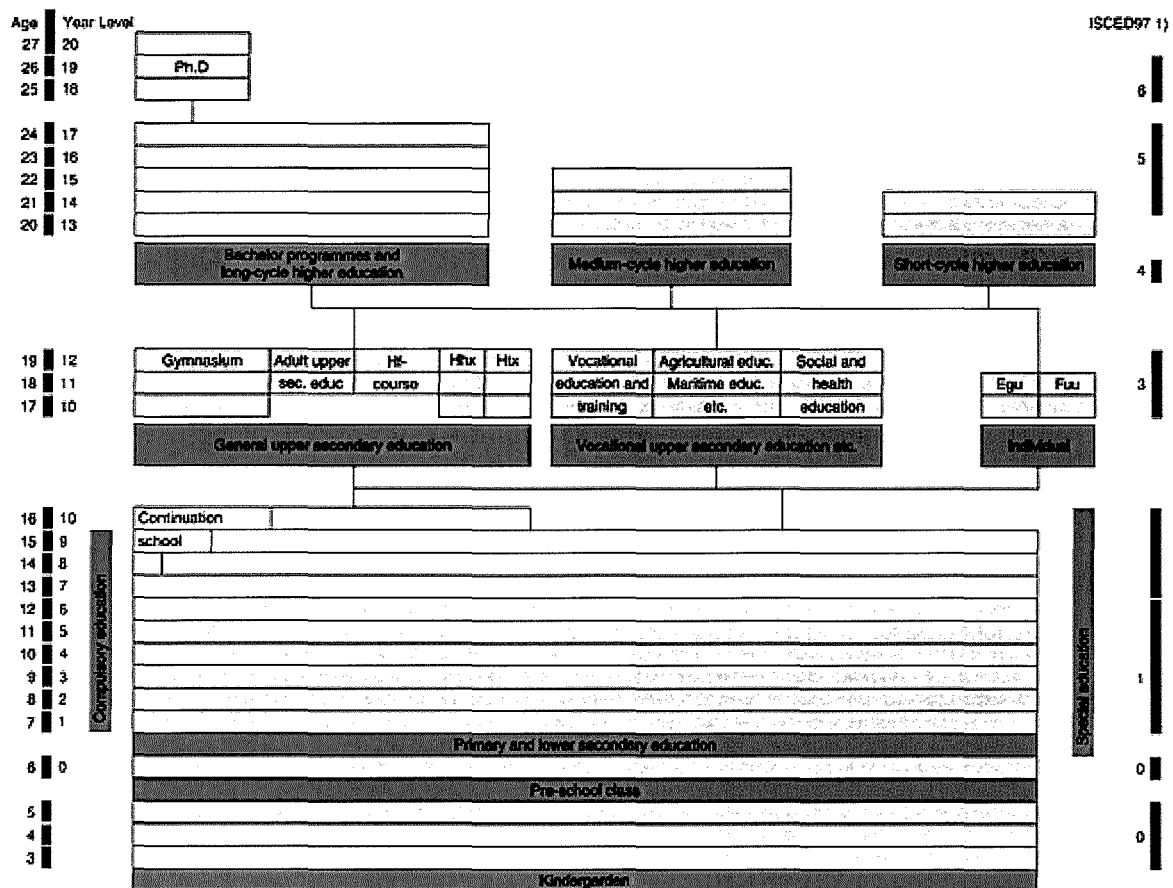 Age Year Level ISCED97 1)
27 20
26 19 Ph.D
25 18 6
24 17
23 16 5
22 15
21 14
20 13
Bachelor programmes and
long-cycle higher education
Medium-cycle higher education
Short-cycle higher education
4
19 12 Gymnasium Adult upper Hf- Hhx Htx Vocational Agricultural educ. Social and
18 11 sec. educ course education and Maritime educ. health Egu Fuu 3
17 10 training etc. education
General upper secondary education
Vocational upper secondary education etc.
Individual
16 10 Continuation
15 9 school
14 8
13 7
12 6
11 5
10 4
9 3
8 2 1
7 1
Compulsory education
Special education
Primary and lower secondary education
6 0 0
Pre-school class
5
4 0
3
Kindergarden